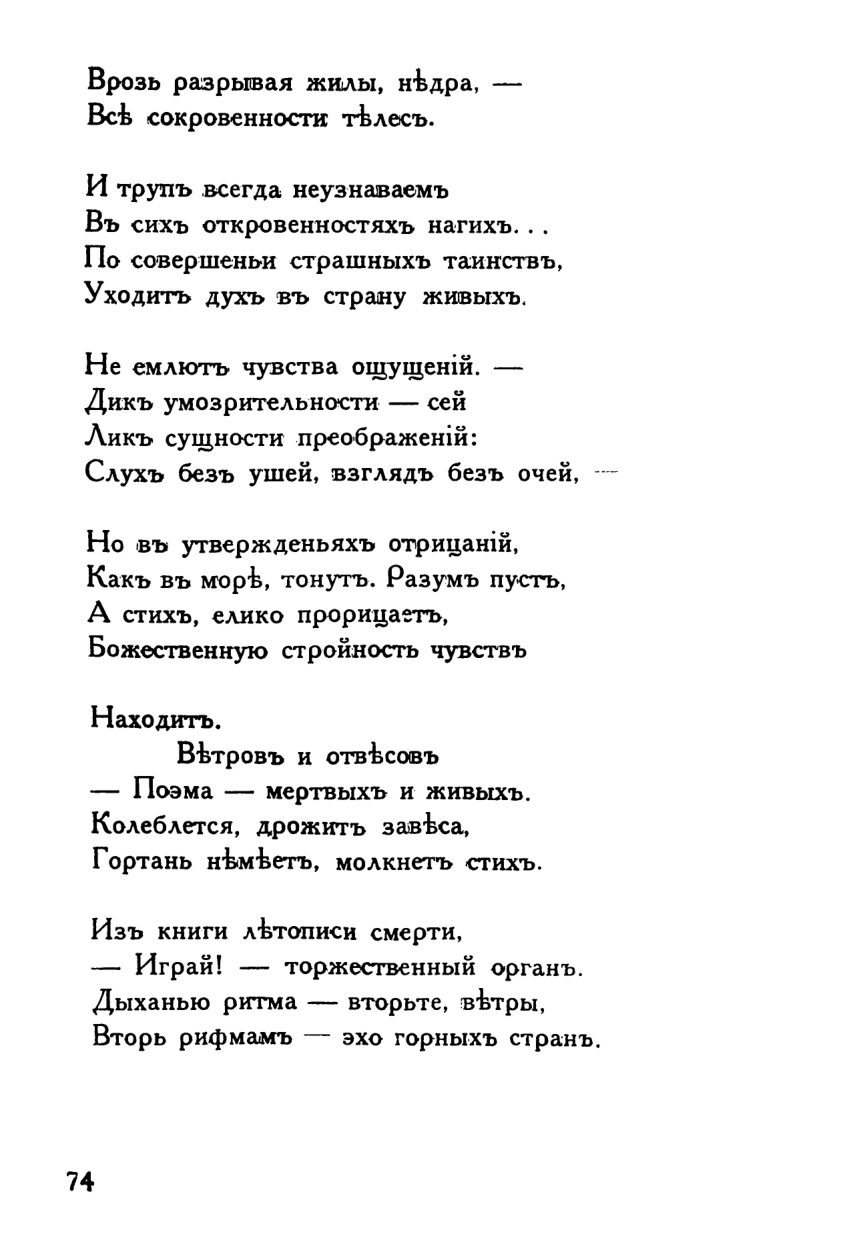 Врозь разрывая жилы, нѣдра, —
Всѣ сокровенности тѣлесъ.

И трупъ всегда неузнаваемъ
Въ сихъ откровенностяхъ нагихъ. . .
По совершеньи страшныхъ таинствъ,
Уходитъ духъ въ страну живыхъ.

Не емлютъ чувства ощущеній. —
Дикъ умозрительности — сей
Ликъ сущности преображеній:
Слухъ безъ ушей, взглядъ безъ очей, —

Но въ утвержденьяхъ отрицаній,
Какъ въ морѣ, тонутъ. Разумъ пустъ,
А стихъ, елико прорицаетъ,
Божественную стройность чувствъ

Находитъ.
Вѣтровъ и отвѣсовъ
— Поэма — мертвыхъ и живыхъ.
Колеблется, дрожитъ завѣса,
Гортань нѣмѣетъ, молкнетъ стихъ.

Изъ книги лѣтописи смерти,
— Играй! — торжественный органъ.
Дыханью ритма — вторьте, вѣтры,
Вторь рифмамъ — эхо горныхъ странъ.

74